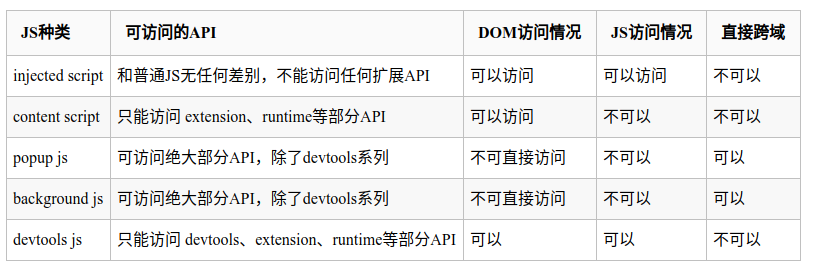 JS种类 可访问的API DOM访问情况 JS访问情况 直接跨域
injected script 和普通JS无任何差别，不能访问任何扩展API 可以访问 可以访问 不可以
content script 只能访问 extension、runtime等部分API 可以访问 不可以 不可以
popup js 可访问绝大部分API，除了devtools系列 不可直接访问 不可以 可以
background js 可访问绝大部分API，除了devtools系列 不可直接访问 不可以 可以
devtools js 只能访问 devtools、extension、runtime等部分API 可以 可以 不可以